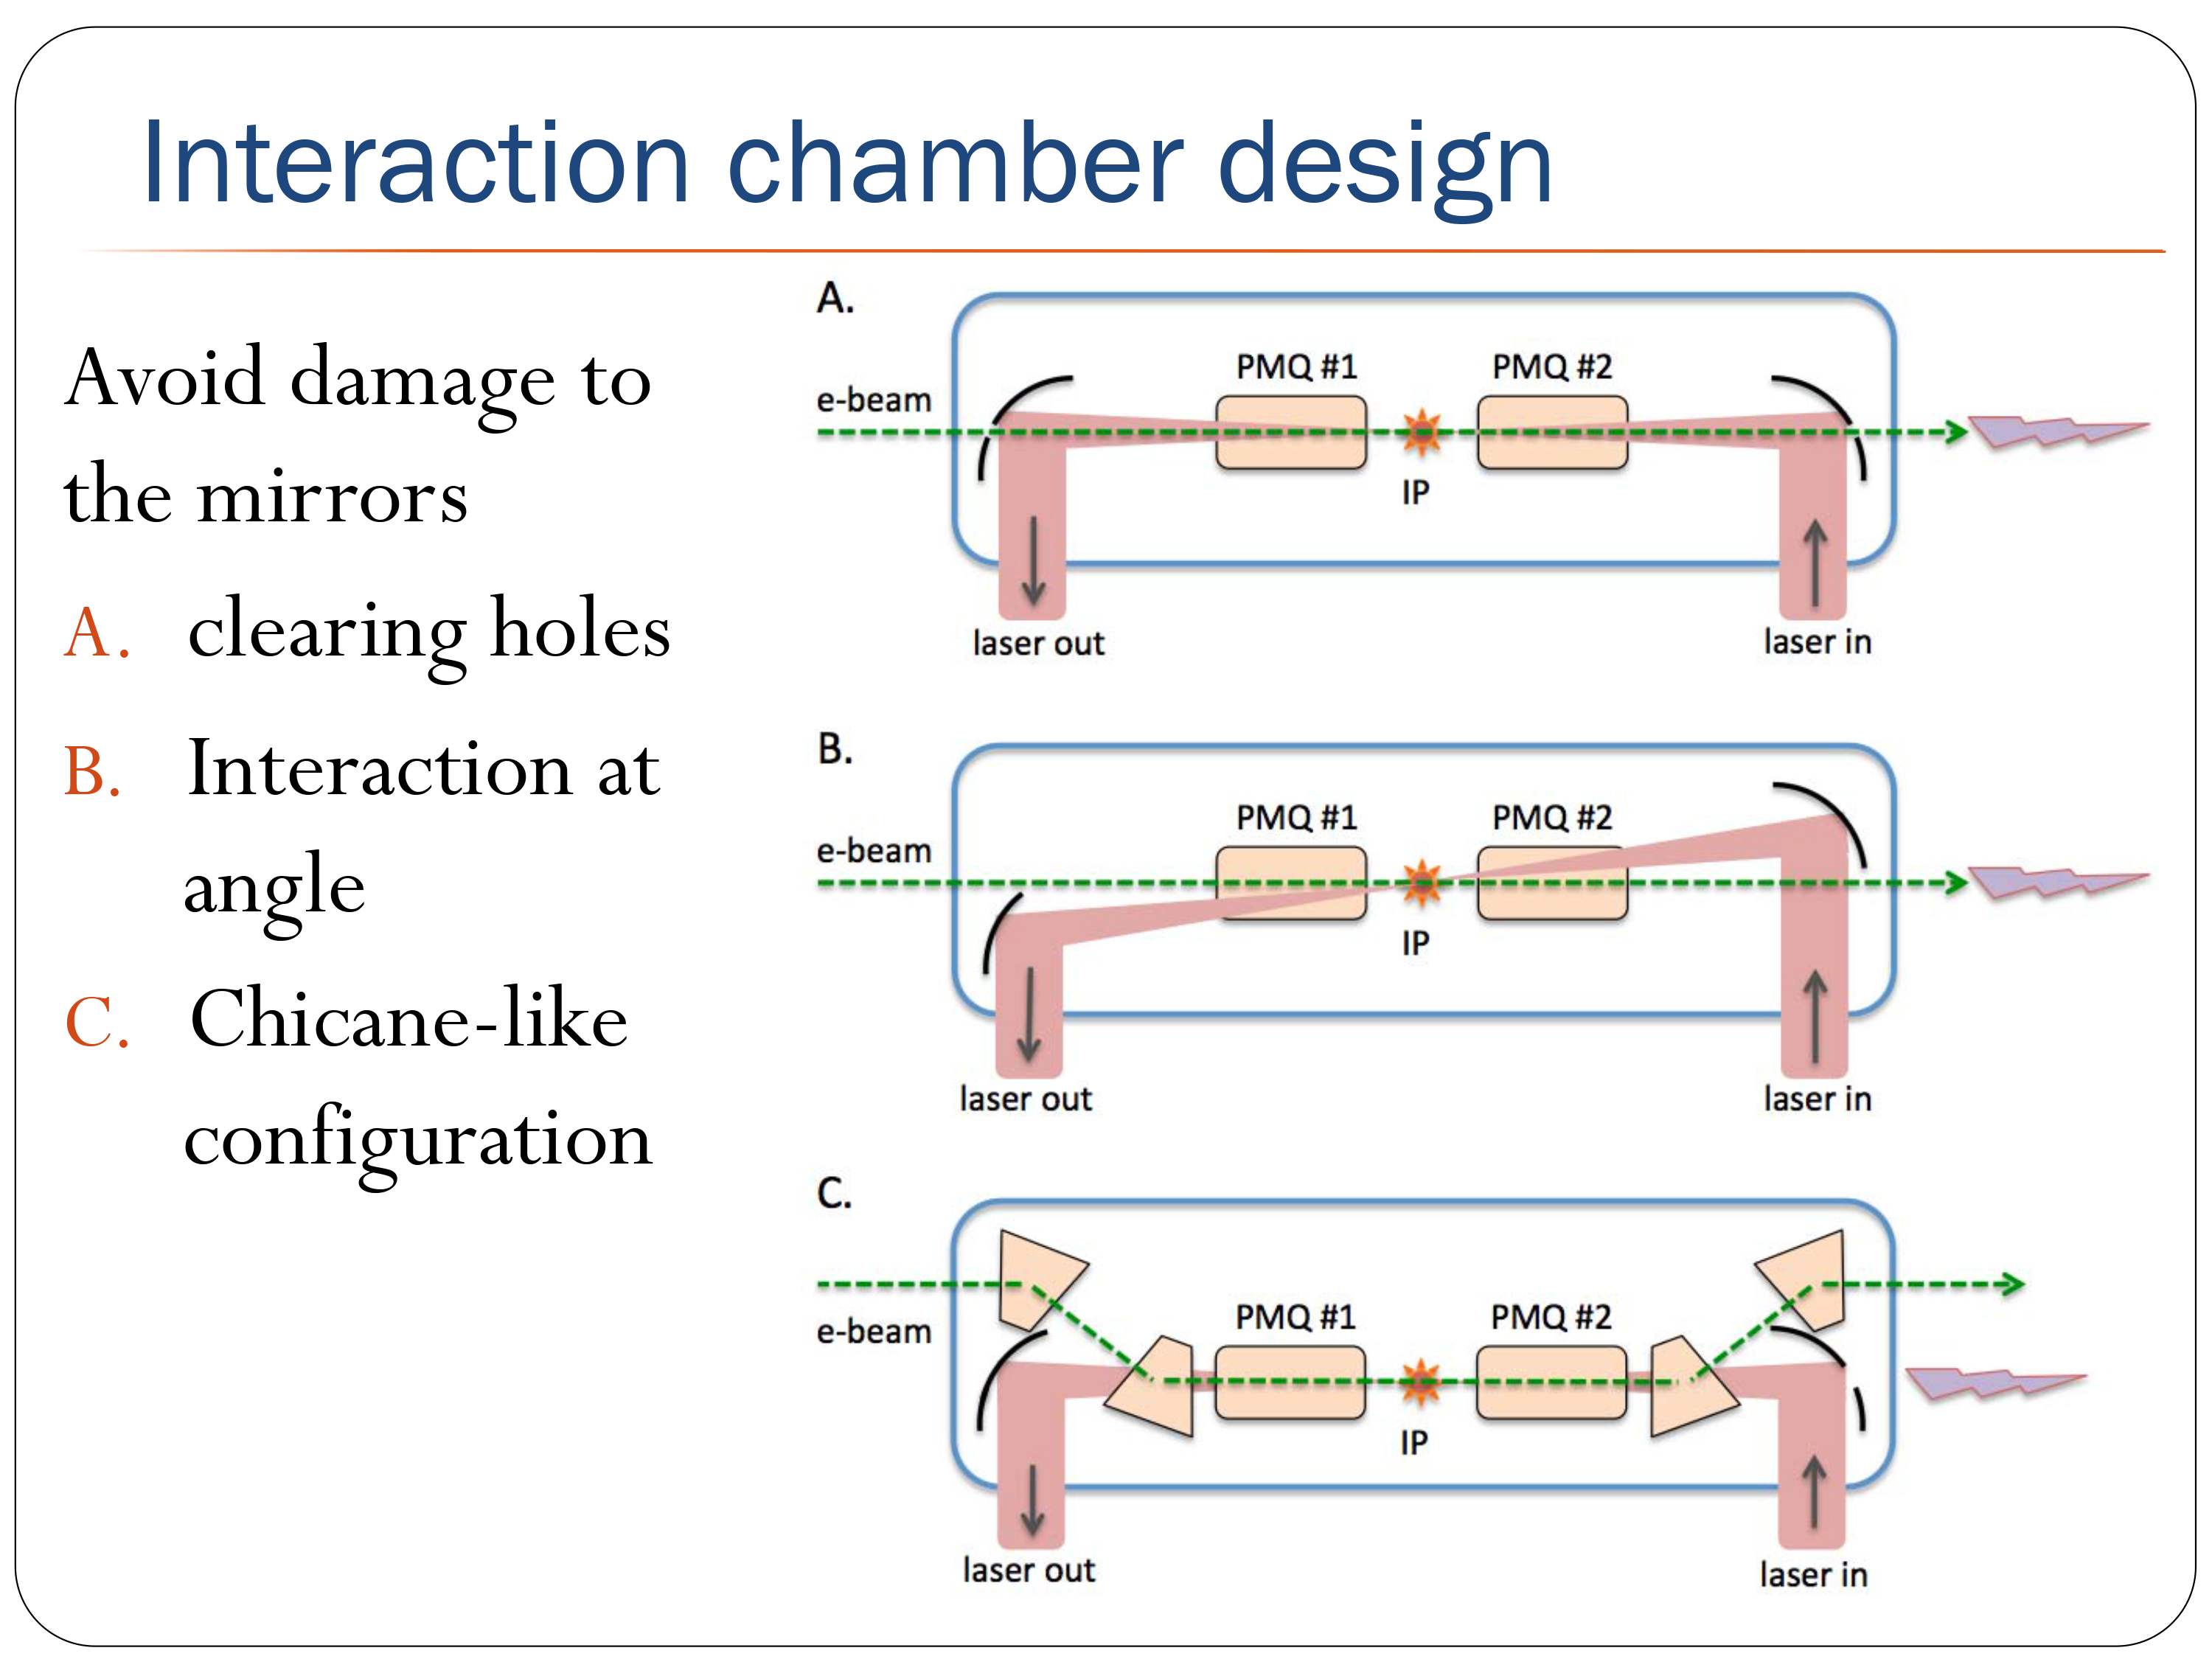 Interaction chamber design
Avoid damage to
the mirrors
A. clearing holes
B. Interaction at
angle
C. Chicane-like
configuration
A.
PMQ #1 PMQ #2
e-beam
IP
laser out laser in
B.
PMQ #1 PMQ #2
e-beam
IP
laser out laser in
C.
PMQ #1 PMQ #2
e-beam
IP
laser out laser in